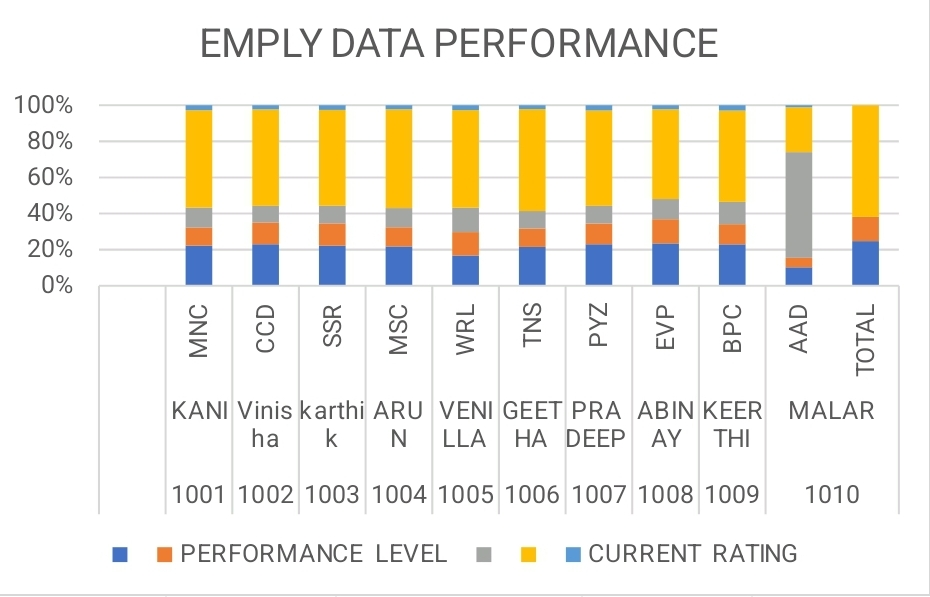 EMPLY DATA PERFORMANCE
100%
80%
60%
40%
20%
0%
MNC CCD SSR MSC WRL TNS PYZ EVP BPC AAD TOTAL
KANI Vinis karthi ARU VENI GEET PRA ABIN KEER MALAR
ha k N LLA HA DEEP AY THI
1001 1002 1003 1004 1005 1006 1007 1008 1009 1010
PERFORMANCE LEVEL CURRENT RATING